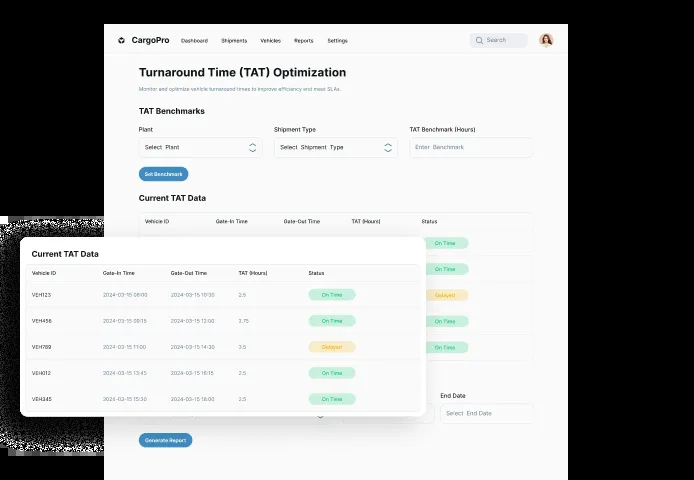 CargoPro Dashboard Shipments Vehicles Reports Settings Search
Turnaround Time (TAT) Optimization
Monitor and optimize vehicle turnaround times to improve efficiency and meet SLAs.
TAT Benchmarks
Plant Shipment Type TAT Benchmark (Hours)
Select Plant Select Shipment Type Enter Benchmark
Set Benchmark
Current TAT Data
Vehicle ID Gate-In Time Gate-Out Time TAT (Hours) Status
On Time
On Time
Delayed
On Time
On Time
Current TAT Data
Vehicle ID Gate-In Time Gate-Out Time TAT (Hours) Status
VEH123 2024-03-15 08:00 2024-03-15 10:30 2.5 On Time
VEH456 2024-03-15 09:15 2024-03-15 12:00 2.75 On Time
VEH789 2024-03-15 11:00 2024-03-15 14:30 3.5 Delayed
VEH012 2024-03-15 13:45 2024-03-15 16:15 2.5 On Time
VEH345 2024-03-15 15:30 2024-03-15 18:00 2.5 On Time
End Date
Select End Date
Generate Report